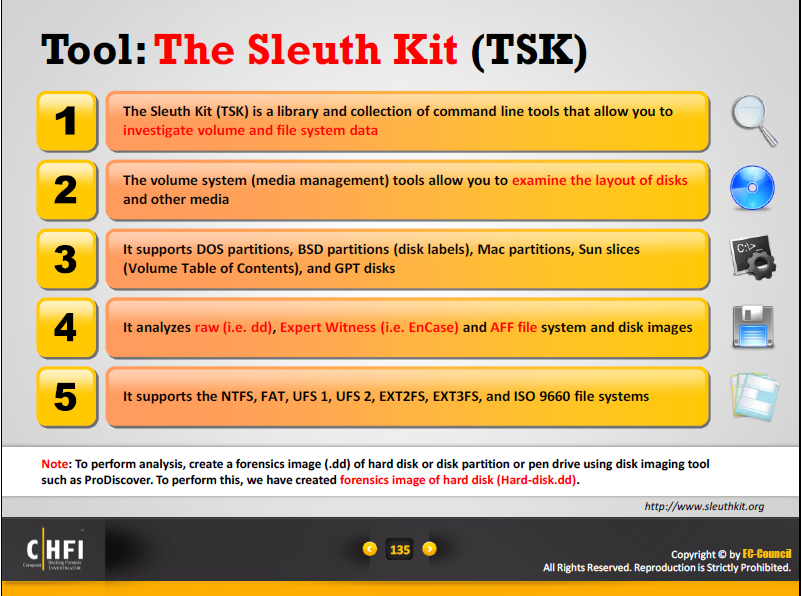 Tool: The Sleuth Kit (TSK)
1
The Sleuth Kit (TSK) is a library and collection of command line tools that allow you to
investigate volume and file system data
2
The volume system (media management) tools allow you to examine the layout of disks
and other media
3
It supports DOS partitions, BSD partitions (disk labels), Mac partitions, Sun slices
(Volume Table of Contents), and GPT disks
C:\>_
4
It analyzes raw (i.e. dd), Expert Witness (i.e. EnCase) and AFF file system and disk images
5
It supports the NTFS, FAT, UFS 1, UFS 2, EXT2FS, EXT3FS, and ISO 9660 file systems
Note: To perform analysis, create a forensics image (.dd) of hard disk or disk partition or pen drive using disk imaging tool
such as ProDiscover. To perform this, we have created forensics image of hard disk (Hard-disk.dd).
http://www.sleuthkit.org
CHFI
Computer Hacking Forensic
INVESTIGATOR
135
Copyright © by EC-Council
All Rights Reserved. Reproduction is Strictly Prohibited.